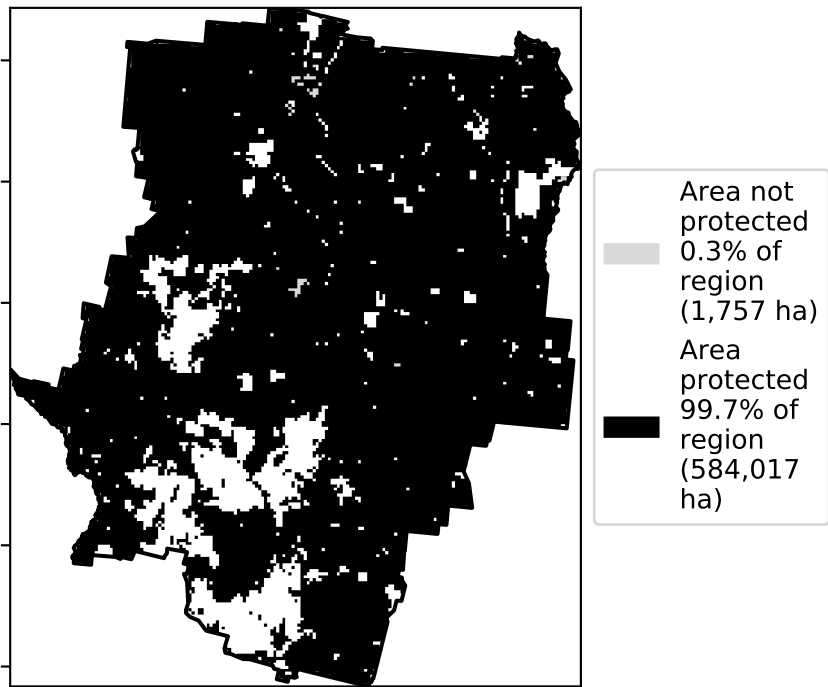 Area not
protected
0.3% of
region
(1,757 ha)
Area
protected
99.7% of
region
(584,017
ha)